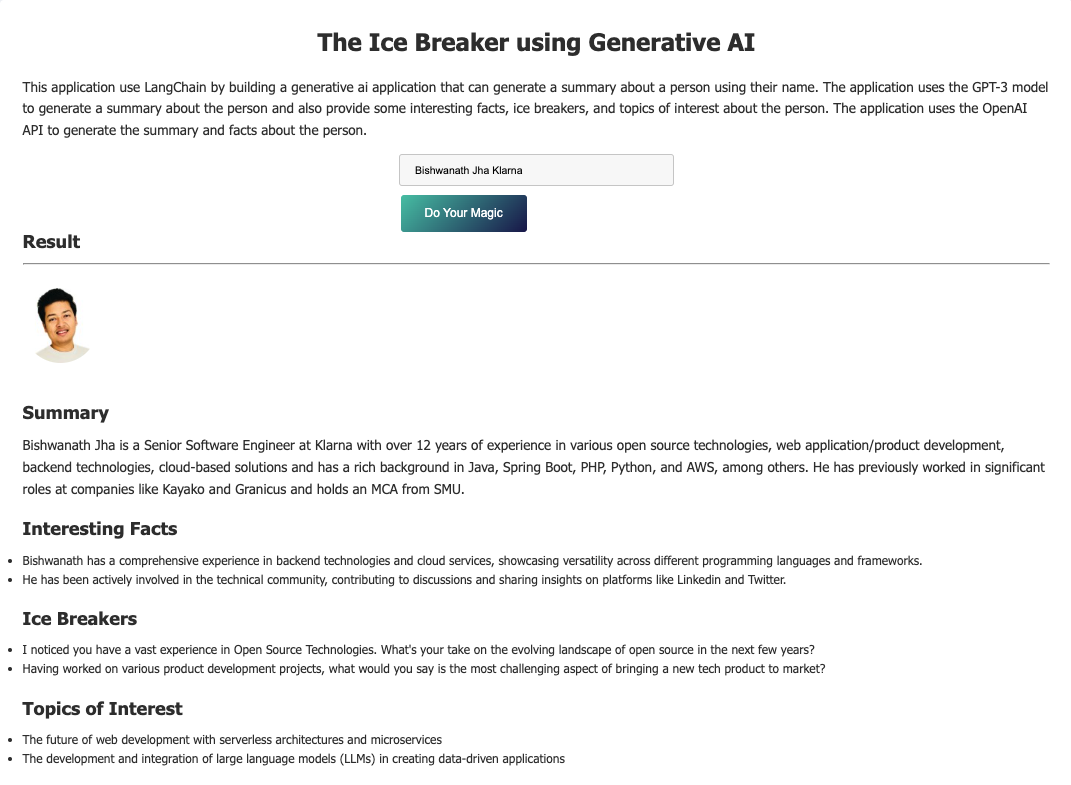 The Ice Breaker using Generative AI
This application use LangChain by building a generative ai application that can generate a summary about a person using their name. The application uses the GPT-3 model
to generate a summary about the person and also provide some interesting facts, ice breakers, and topics of interest about the person. The application uses the OpenAI
API to generate the summary and facts about the person.
Bishwanath Jha Klarna
Do Your Magic
Result
Summary
Bishwanath Jha is a Senior Software Engineer at Klarna with over 12 years of experience in various open source technologies, web application/product development,
backend technologies, cloud-based solutions and has a rich background in Java, Spring Boot, PHP, Python, and AWS, among others. He has previously worked in significant
roles at companies like Kayako and Granicus and holds an MCA from SMU.
Interesting Facts
• Bishwanath has a comprehensive experience in backend technologies and cloud services, showcasing versatility across different programming languages and frameworks.
• He has been actively involved in the technical community, contributing to discussions and sharing insights on platforms like Linkedin and Twitter.
Ice Breakers
• I noticed you have a vast experience in Open Source Technologies. What's your take on the evolving landscape of open source in the next few years?
• Having worked on various product development projects, what would you say is the most challenging aspect of bringing a new tech product to market?
Topics of Interest
• The future of web development with serverless architectures and microservices
• The development and integration of large language models (LLMs) in creating data-driven applications